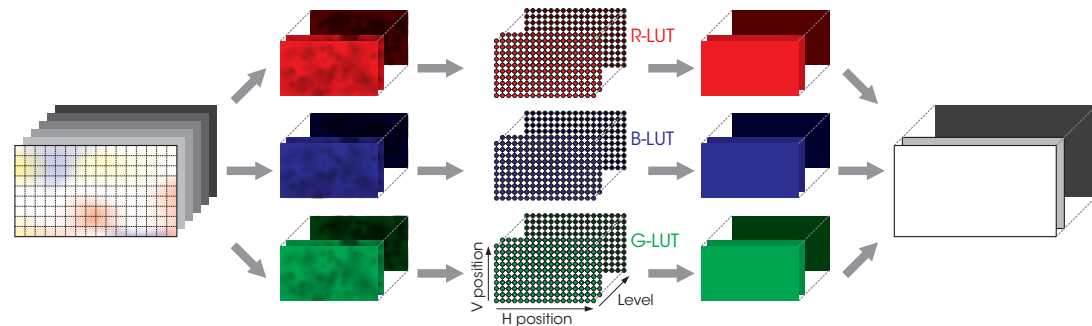 R-LUT
B-LUT
G-LUT
V position
H position
Level